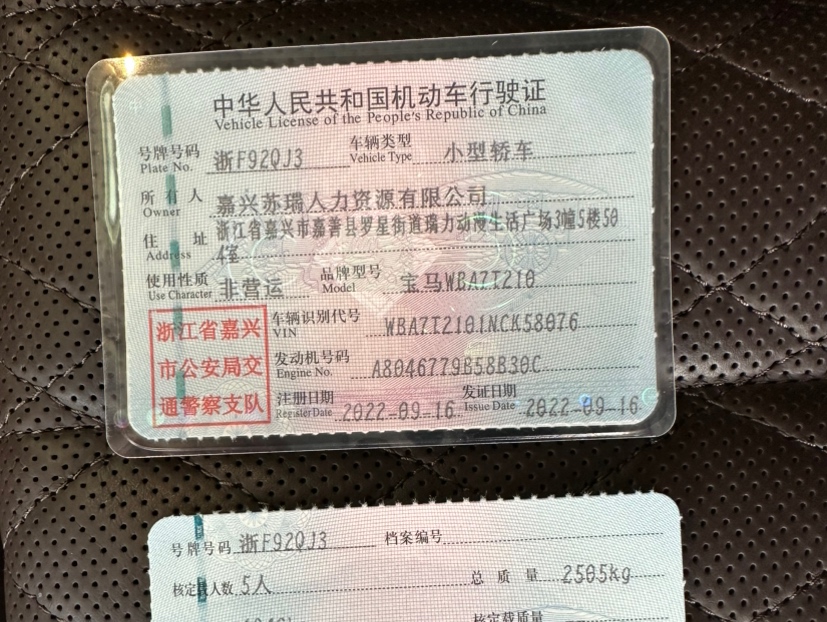 中华人民共和国机动车行驶证
Vehicle License of the People's Republic of China
号牌号码 浙F92QJ3 车辆类型 小型轿车
Plate No. Vehicle Type
所有人 嘉兴苏瑞人力资源有限公司
Owner
浙江省嘉兴市嘉善县罗星街道瑞力动漫生活广场3幢5楼50
住址 4室
Address
使用性质 非营运 品牌型号 宝马WBA7T210
Use Character Model
浙江省嘉兴
市公安局交
通警察支队
车辆识别代号 WBA7T2101NCK58076
VIN
发动机号码 A8046779B58B30C
Engine No.
注册日期 2022-09-16 发证日期 2022-09-16
Register Date Issue Date
号牌号码 浙F92QJ3 档案编号
核定载人数 5人 总质量 2505kg
核定载质量